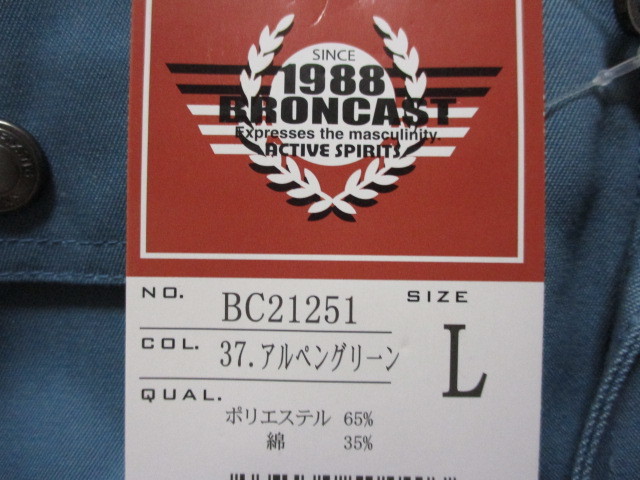 SINCE
1988
BRONCAST
Expresses the masculinity.
ACTIVE SPIRITS
NO. BC21251
SIZE
L
COL. 37.アルペングリーン
QUAL.
ポリエステル 65%
綿 35%